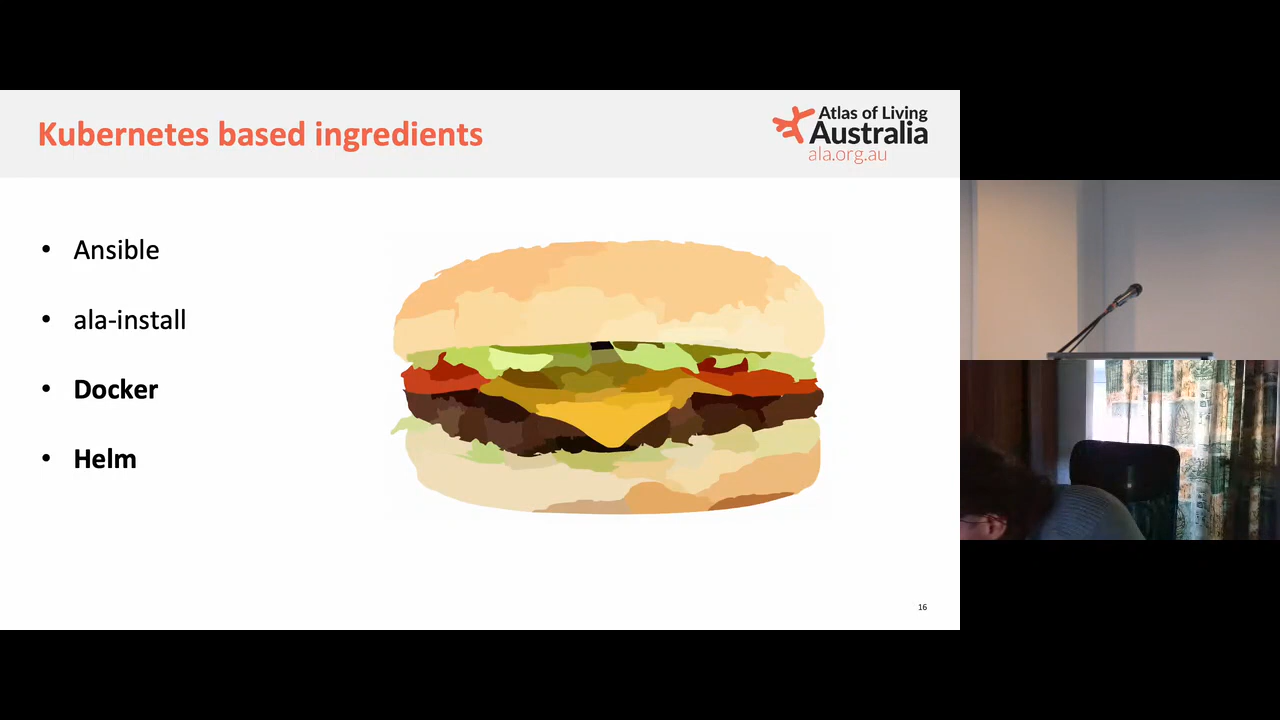 Kubernetes based ingredients
Atlas of Living
Australia
ala.org.au
• Ansible
• ala-install
• Docker
• Helm
16